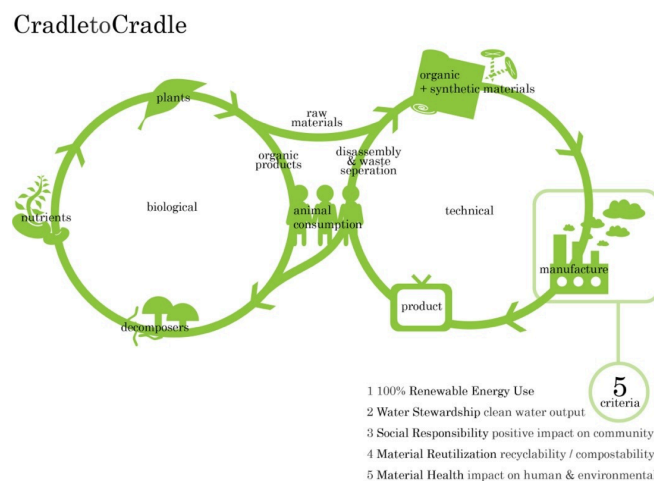 CradletoCradle
plants
raw
materials
organic
+ synthetic materials
organic
products
disassembly
& waste
seperation
nutrients
biological
animal
consumption
technical
manufacture
decomposers
product
5
criteria
1 100% Renewable Energy Use
2 Water Stewardship clean water output
3 Social Responsibility positive impact on community
4 Material Reutilization recyclability / compostability
5 Material Health impact on human & environmental